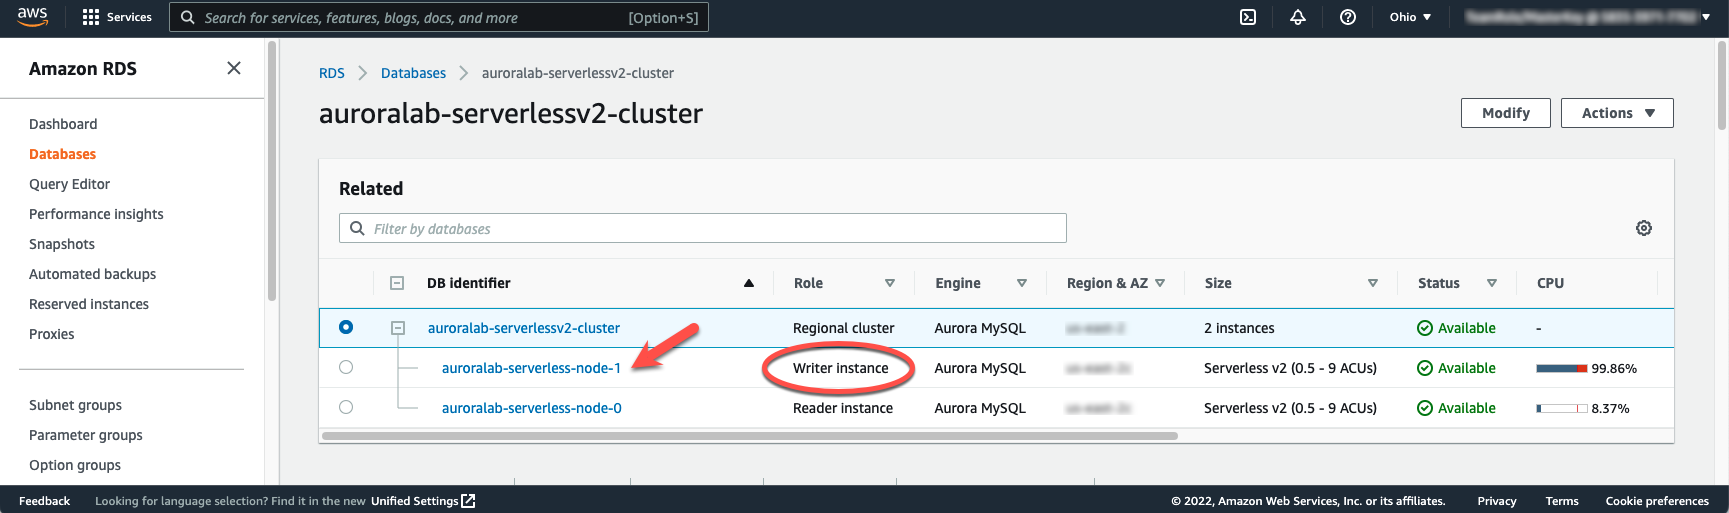 aws Services Search for services, features, blogs, docs, and more [Option+S] Ohio
Amazon RDS
Dashboard
Databases
Query Editor
Performance insights
Snapshots
Automated backups
Reserved instances
Proxies
Subnet groups
Parameter groups
Option groups
RDS Databases auroralab-serverlessv2-cluster
auroralab-serverlessv2-cluster
Modify Actions
Related
Filter by databases
DB identifier Role Engine Region & AZ Size Status CPU
auroralab-serverlessv2-cluster Regional cluster Aurora MySQL 2 instances Available -
auroralab-serverless-node-1 Writer instance Aurora MySQL Serverless v2 (0.5 - 9 ACUs) Available 99.86%
auroralab-serverless-node-0 Reader instance Aurora MySQL Serverless v2 (0.5 - 9 ACUs) Available 8.37%
Feedback Looking for language selection? Find it in the new Unified Settings © 2022, Amazon Web Services, Inc. or its affiliates. Privacy Terms Cookie preferences